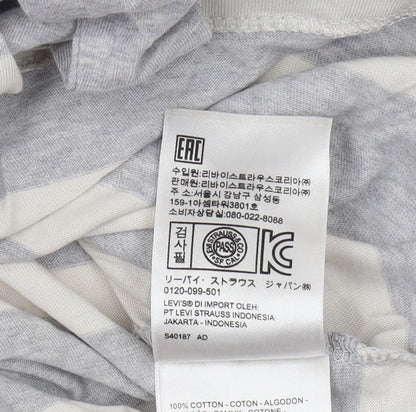 EAC
수입원:리바이스트라우스코리아㈜
판매원:리바이스트라우스코리아㈜
주소:서울시 강남구 삼성동
159-1아셈타워3801호
소비자상담실:080-022-8088
검사필
STRAUSS & CO
PASS
SF CAL
リーバイ・ストラウス ジャパン㈱
0120-099-501
LEVI'S® DI IMPORT OLEH:
PT LEVI STRAUSS INDONESIA
JAKARTA - INDONESIA
S40187 AD
100% COTTON - COTON - ALGODÓN -